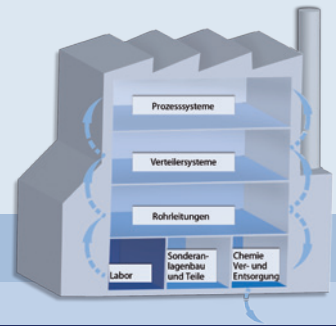 Prozesssysteme
Verteilersysteme
Rohrleitungen
Labor
Sonderan-
lagenbau
und Teile
Chemie
Ver- und
Entsorgung